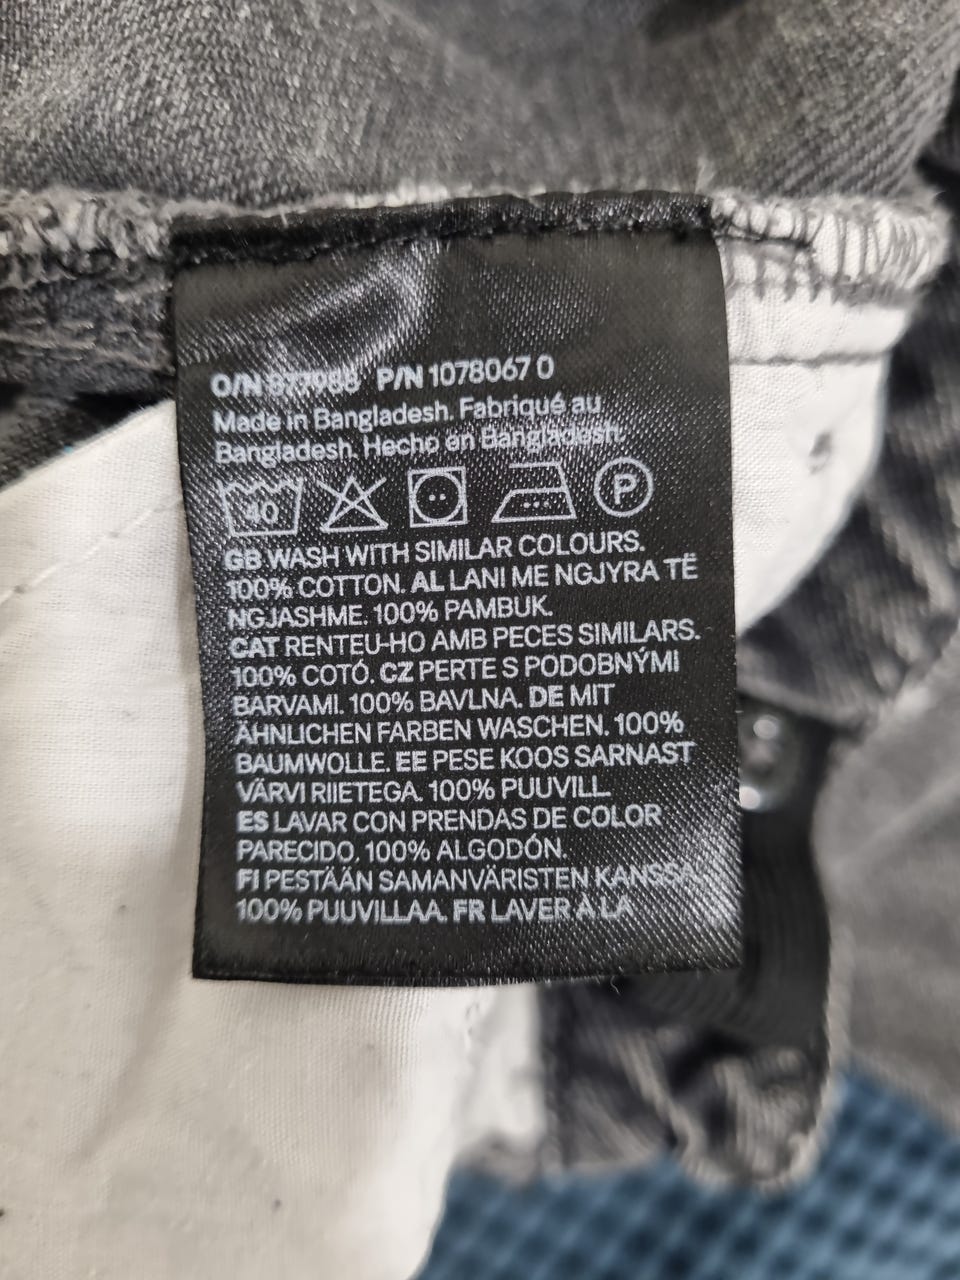 O/N 877988 P/N 1078067 0
Made in Bangladesh. Fabriqué au
Bangladesh. Hecho en Bangladesh.
40 P
GB WASH WITH SIMILAR COLOURS.
100% COTTON. AL LANI ME NGJYRA TË
NGJASHME. 100% PAMBUK.
CAT RENTEU-HO AMB PECES SIMILARS.
100% COTÓ. CZ PERTE S PODOBNÝMI
BARVAMI. 100% BAVLNA. DE MIT
ÄHNLICHEN FARBEN WASCHEN. 100%
BAUMWOLLE. EE PESE KOOS SARNAST
VÄRVI RIIETEGA. 100% PUUVILL.
ES LAVAR CON PRENDAS DE COLOR
PARECIDO. 100% ALGODÓN.
FI PESTÄÄN SAMANVÄRISTEN KANSSA.
100% PUUVILLAA. FR LAVER À LA